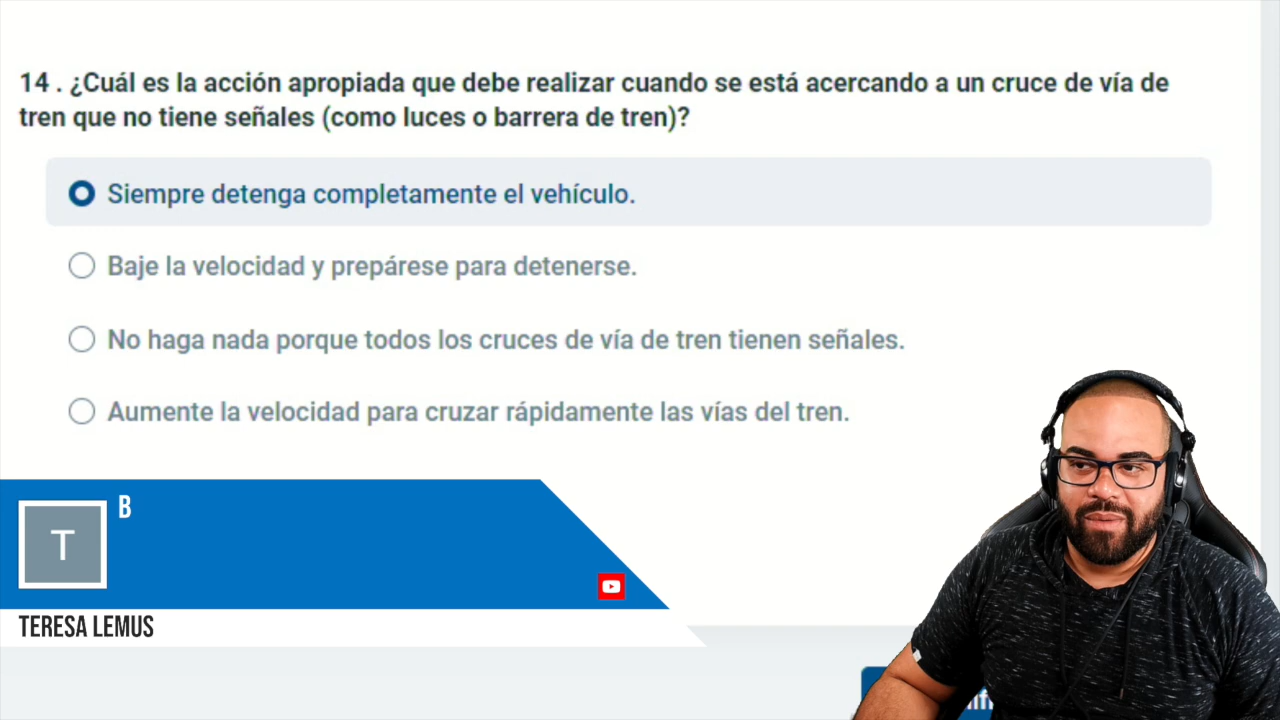 14 . ¿Cuál es la acción apropiada que debe realizar cuando se está acercando a un cruce de vía de
tren que no tiene señales (como luces o barrera de tren)?
Siempre detenga completamente el vehículo.
Baje la velocidad y prepárese para detenerse.
No haga nada porque todos los cruces de vía de tren tienen señales.
Aumente la velocidad para cruzar rápidamente las vías del tren.
B
T
TERESA LEMUS